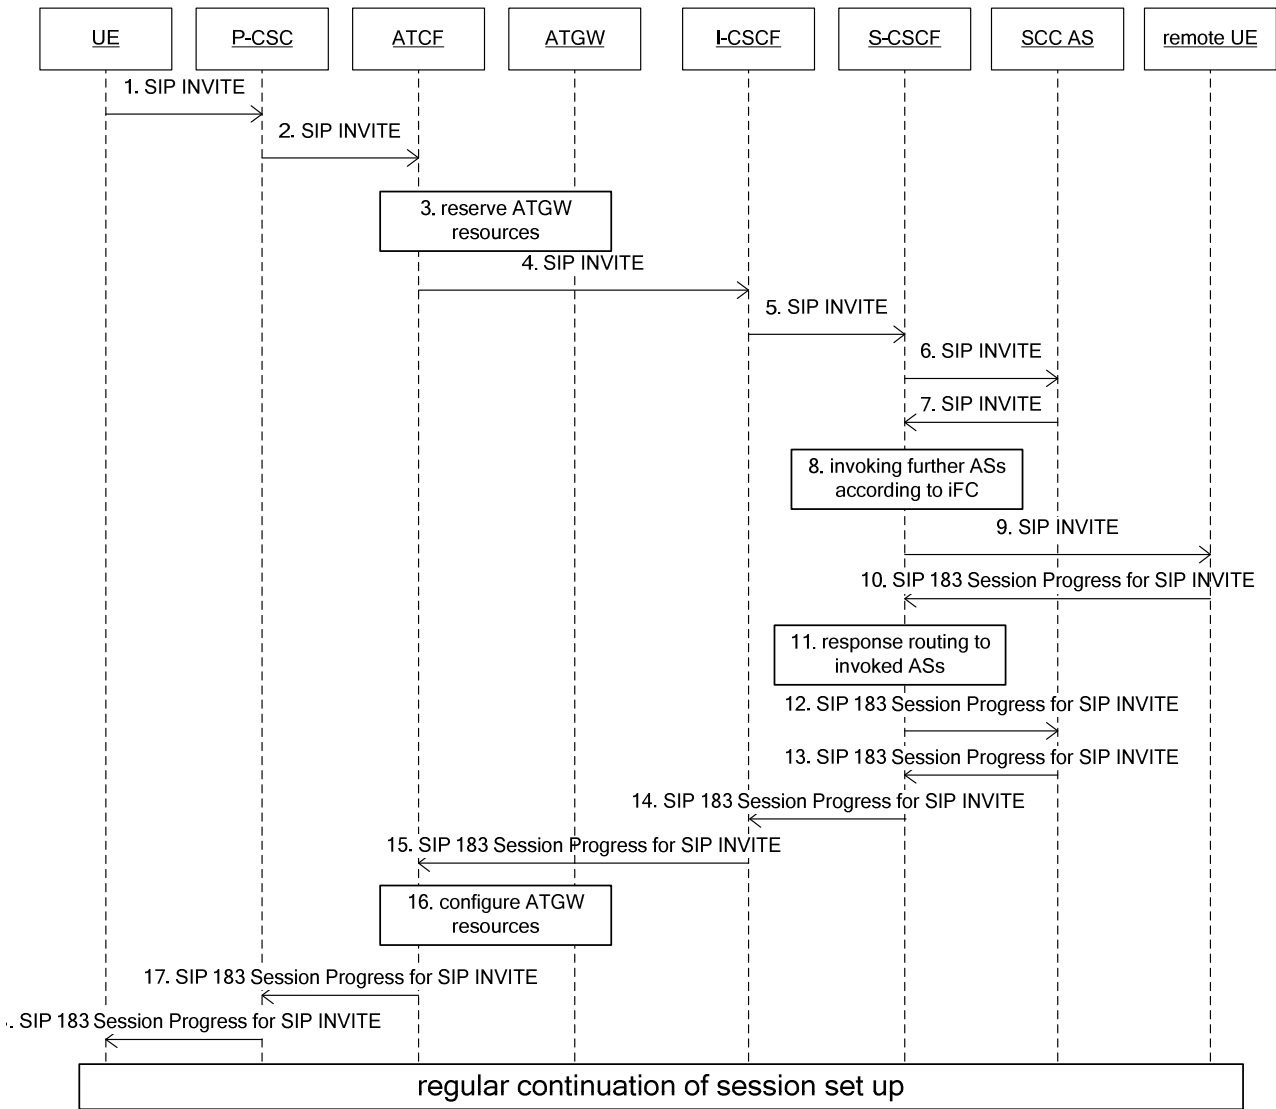 UE
P-CSC
ATCF
ATGW
I-CSCF
S-CSCF
SCC AS
remote UE
1. SIP INVITE
2. SIP INVITE
3. reserve ATGW
resources
4. SIP INVITE
5. SIP INVITE
6. SIP INVITE
7. SIP INVITE
8. invoking further ASs
according to iFC
9. SIP INVITE
10. SIP 183 Session Progress for SIP INVITE
11. response routing to
invoked ASs
12. SIP 183 Session Progress for SIP INVITE
13. SIP 183 Session Progress for SIP INVITE
14. SIP 183 Session Progress for SIP INVITE
15. SIP 183 Session Progress for SIP INVITE
16. configure ATGW
resources
17. SIP 183 Session Progress for SIP INVITE
. SIP 183 Session Progress for SIP INVITE
regular continuation of session set up